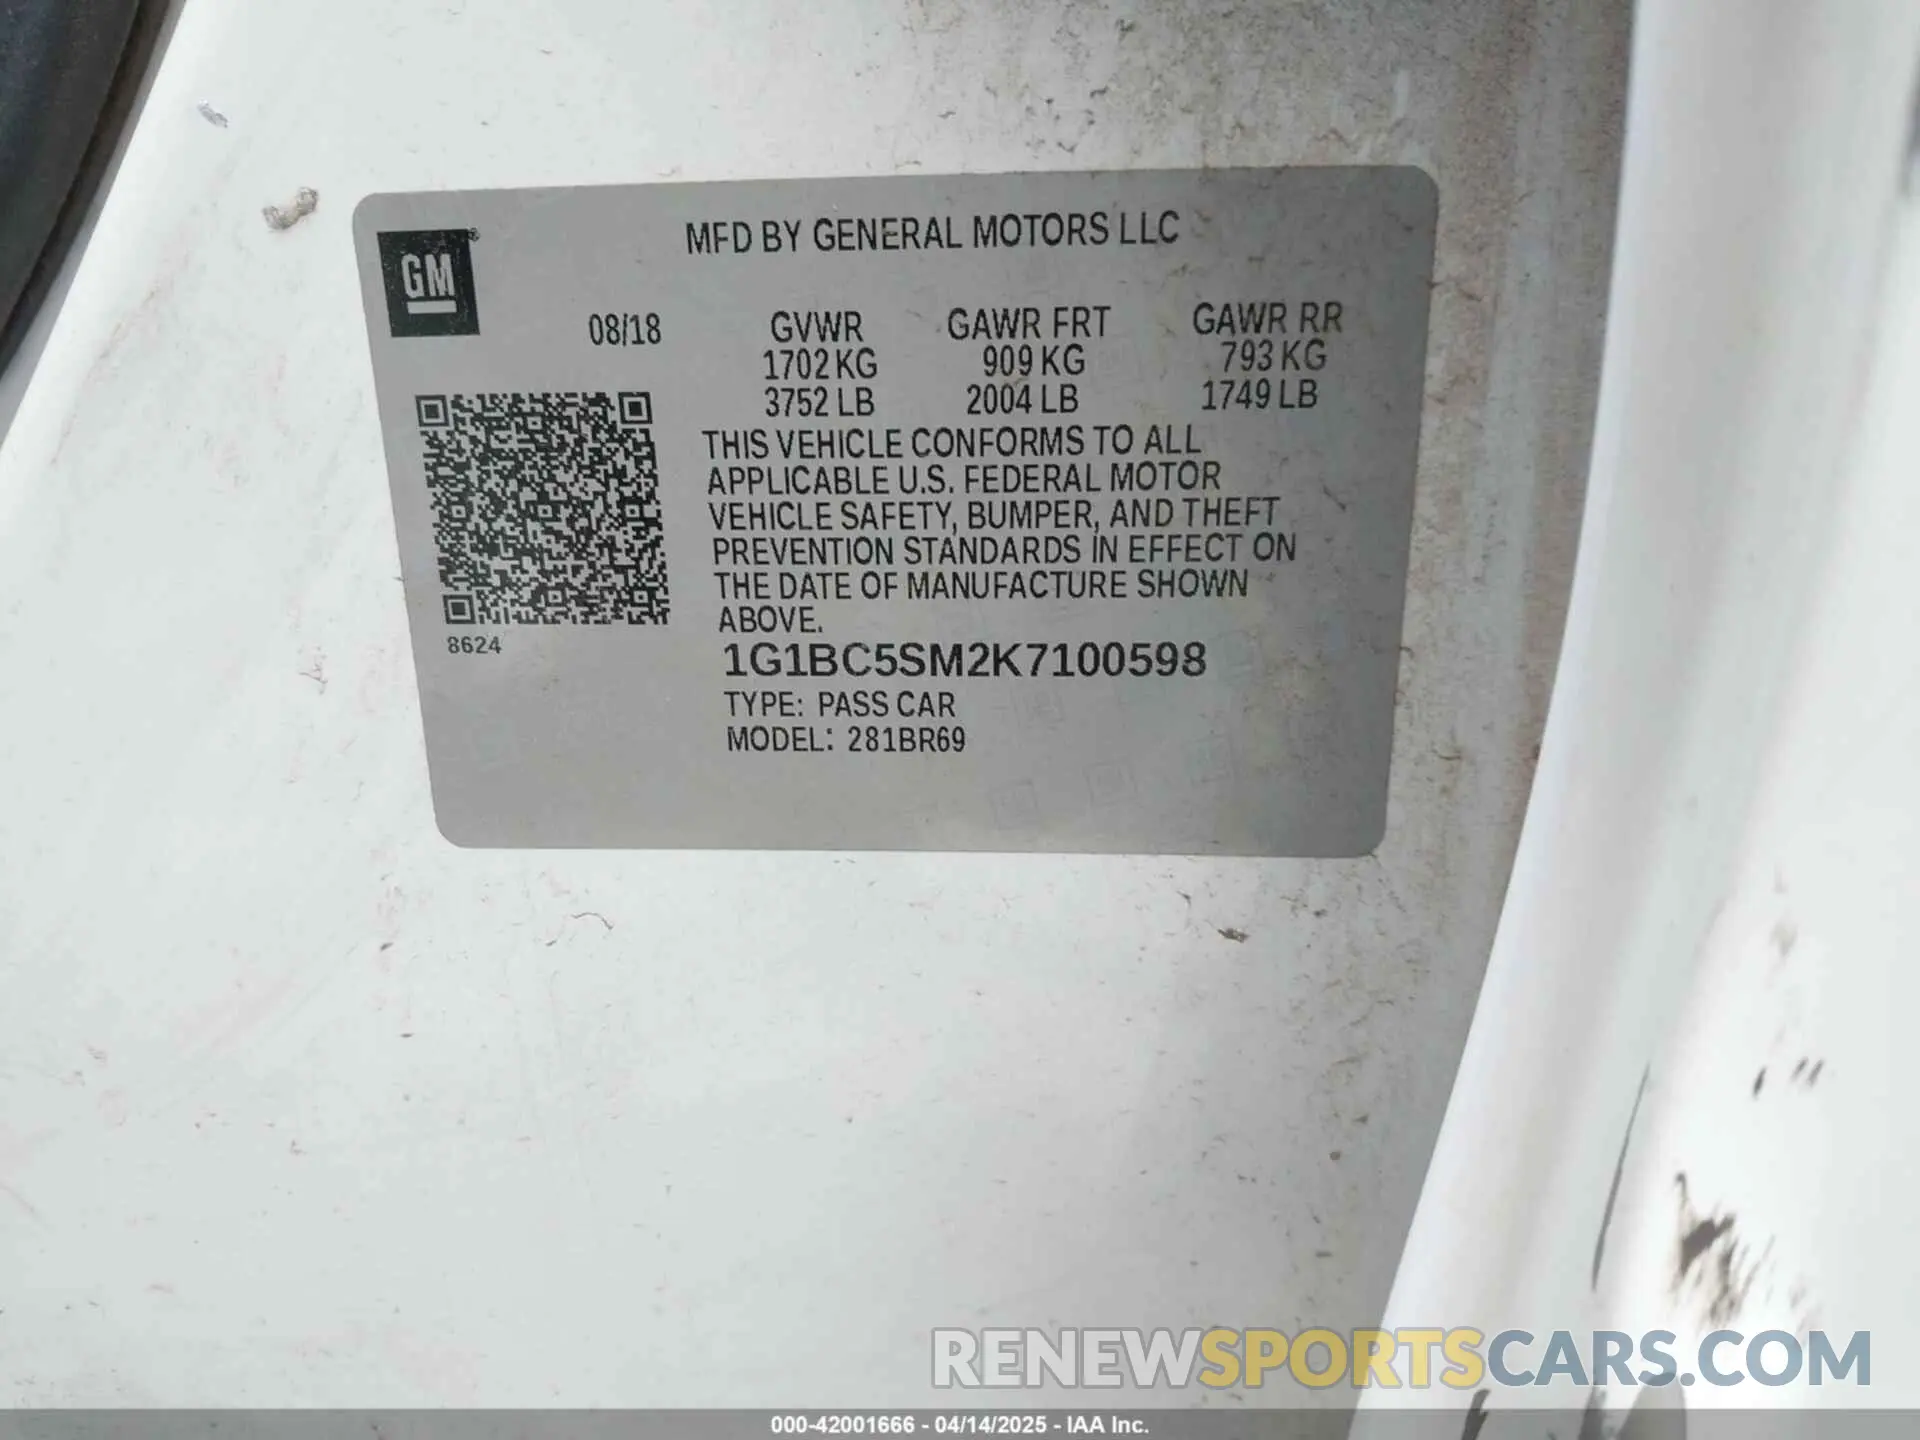 MFD BY GENERAL MOTORS LLC
GM®
08/18 GVWR GAWR FRT GAWR RR
1702 KG 909 KG 793 KG
3752 LB 2004 LB 1749 LB
THIS VEHICLE CONFORMS TO ALL
APPLICABLE U.S. FEDERAL MOTOR
VEHICLE SAFETY, BUMPER, AND THEFT
PREVENTION STANDARDS IN EFFECT ON
THE DATE OF MANUFACTURE SHOWN
ABOVE.
8624
1G1BC5SM2K7100598
TYPE: PASS CAR
MODEL: 281BR69
RENEWSPORTSCARS.COM
000-42001666 - 04/14/2025 - IAA Inc.